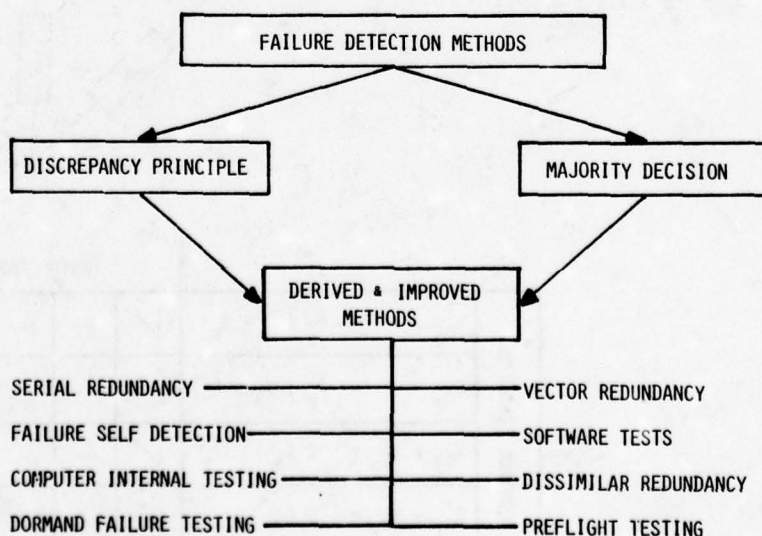 FAILURE DETECTION METHODS
DISCREPANCY PRINCIPLE
MAJORITY DECISION
DERIVED & IMPROVED
METHODS
SERIAL REDUNDANCY
VECTOR REDUNDANCY
FAILURE SELF DETECTION
SOFTWARE TESTS
COMPUTER INTERNAL TESTING
DISSIMILAR REDUNDANCY
DORMAND FAILURE TESTING
PREFLIGHT TESTING